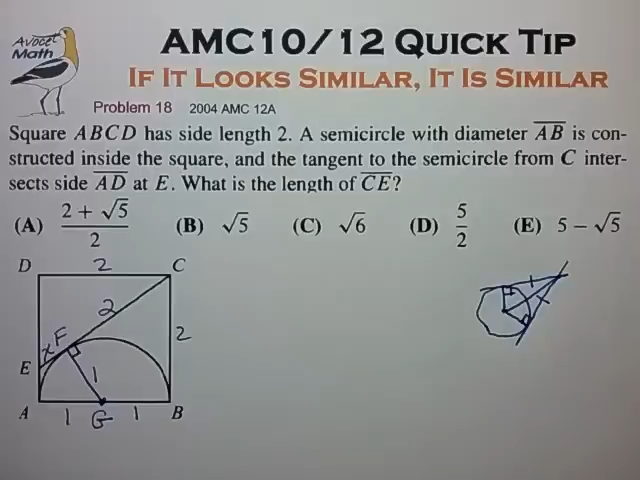 Avocet
Math
AMC10/12 QUICK TIP
IF IT LOOKS SIMILAR, IT IS SIMILAR
Problem 18 2004 AMC 12A
Square ABCD has side length 2. A semicircle with diameter AB is con-
structed inside the square, and the tangent to the semicircle from C inter-
sects side AD at E. What is the length of CE?
(A) (2 + √5)/2 (B) √5 (C) √6 (D) 5/2 (E) 5 − √5
D 2 C
2
F
x
2
E
1
A 1 G 1 B